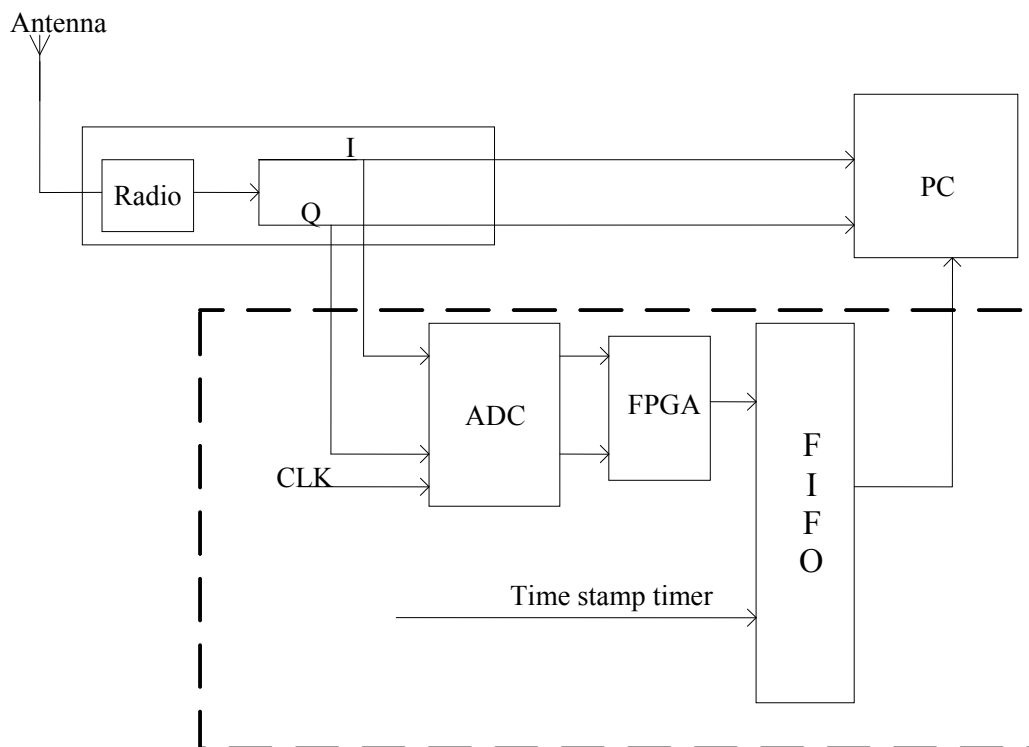 Antenna
I
Radio
PC
Q
ADC
FPGA
CLK
F
I
F
O
Time stamp timer